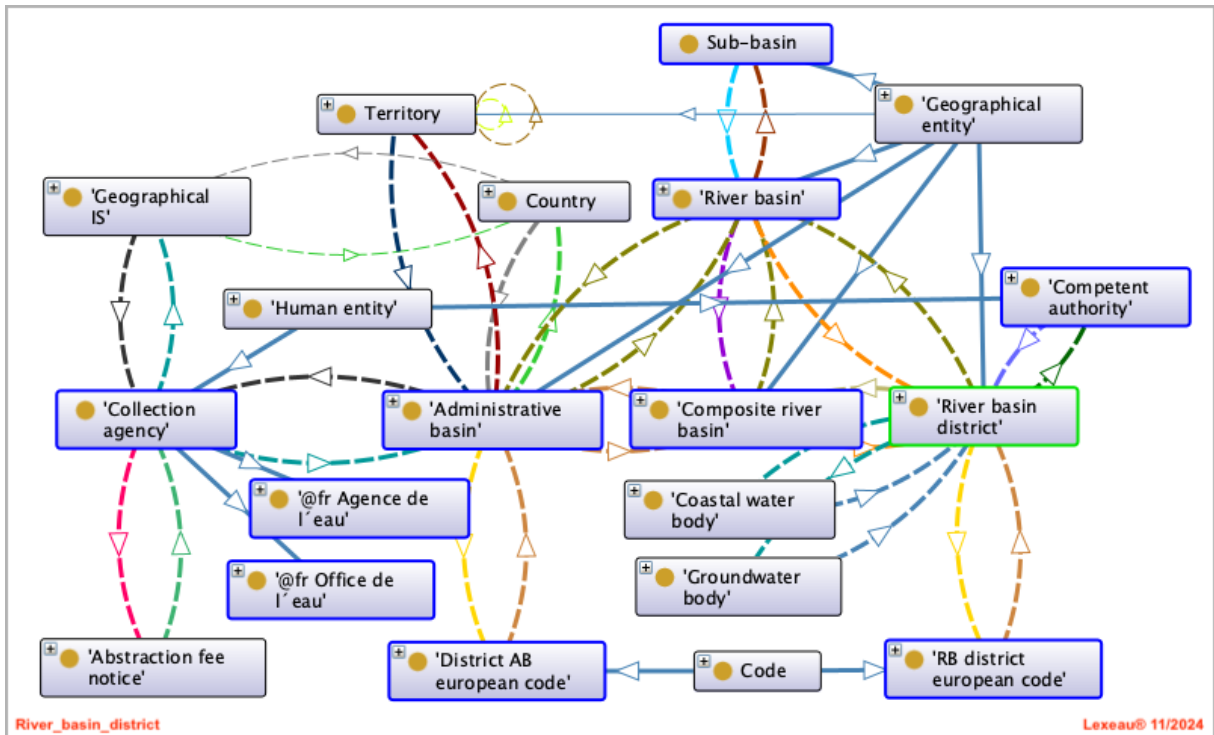 Sub-basin
'Geographical
entity'
Territory
'Geographical
IS'
Country
'River basin'
'Human entity'
'Competent
authority'
'Collection
agency'
'Administrative
basin'
'Composite river
basin'
'River basin
district'
'@fr Agence de
l´eau'
'Coastal water
body'
'@fr Office de
l´eau'
'Groundwater
body'
'Abstraction fee
notice'
'District AB
european code'
Code
'RB district
european code'
River_basin_district
Lexeau® 11/2024